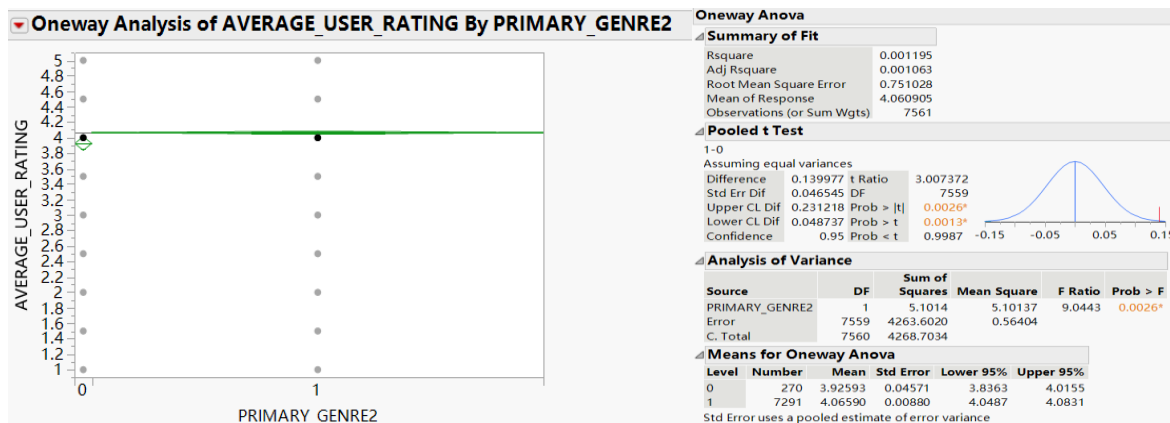 Oneway Analysis of AVERAGE_USER_RATING By PRIMARY_GENRE2
AVERAGE_USER_RATING
5
4.8
4.6
4.4
4.2
4
3.8
3.6
3.4
3.2
3
2.8
2.6
2.4
2.2
2
1.8
1.6
1.4
1.2
1
0 1
PRIMARY_GENRE2
Oneway Anova
Summary of Fit
Rsquare 0.001195
Adj Rsquare 0.001063
Root Mean Square Error 0.751028
Mean of Response 4.060905
Observations (or Sum Wgts) 7561
Pooled t Test
1-0
Assuming equal variances
Difference 0.139977 t Ratio 3.007372
Std Err Dif 0.046545 DF 7559
Upper CL Dif 0.231218 Prob > |t| 0.0026*
Lower CL Dif 0.048737 Prob > t 0.0013*
Confidence 0.95 Prob < t 0.9987
-0.15 -0.05 0.05 0.15
Analysis of Variance
Sum of
Source DF Squares Mean Square F Ratio Prob > F
PRIMARY_GENRE2 1 5.1014 5.10137 9.0443 0.0026*
Error 7559 4263.6020 0.56404
C. Total 7560 4268.7034
Means for Oneway Anova
Level Number Mean Std Error Lower 95% Upper 95%
0 270 3.92593 0.04571 3.8363 4.0155
1 7291 4.06590 0.00880 4.0487 4.0831
Std Error uses a pooled estimate of error variance